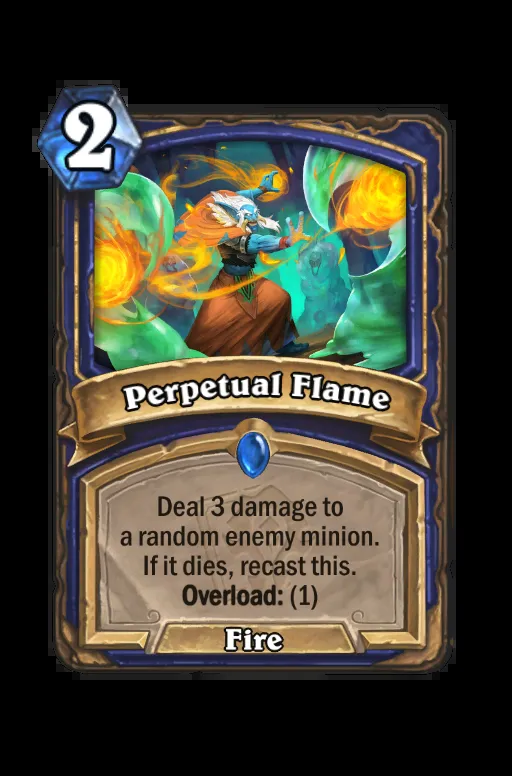 2
Perpetual Flame
Deal 3 damage to
a random enemy minion.
If it dies, recast this.
Overload: (1)
Fire